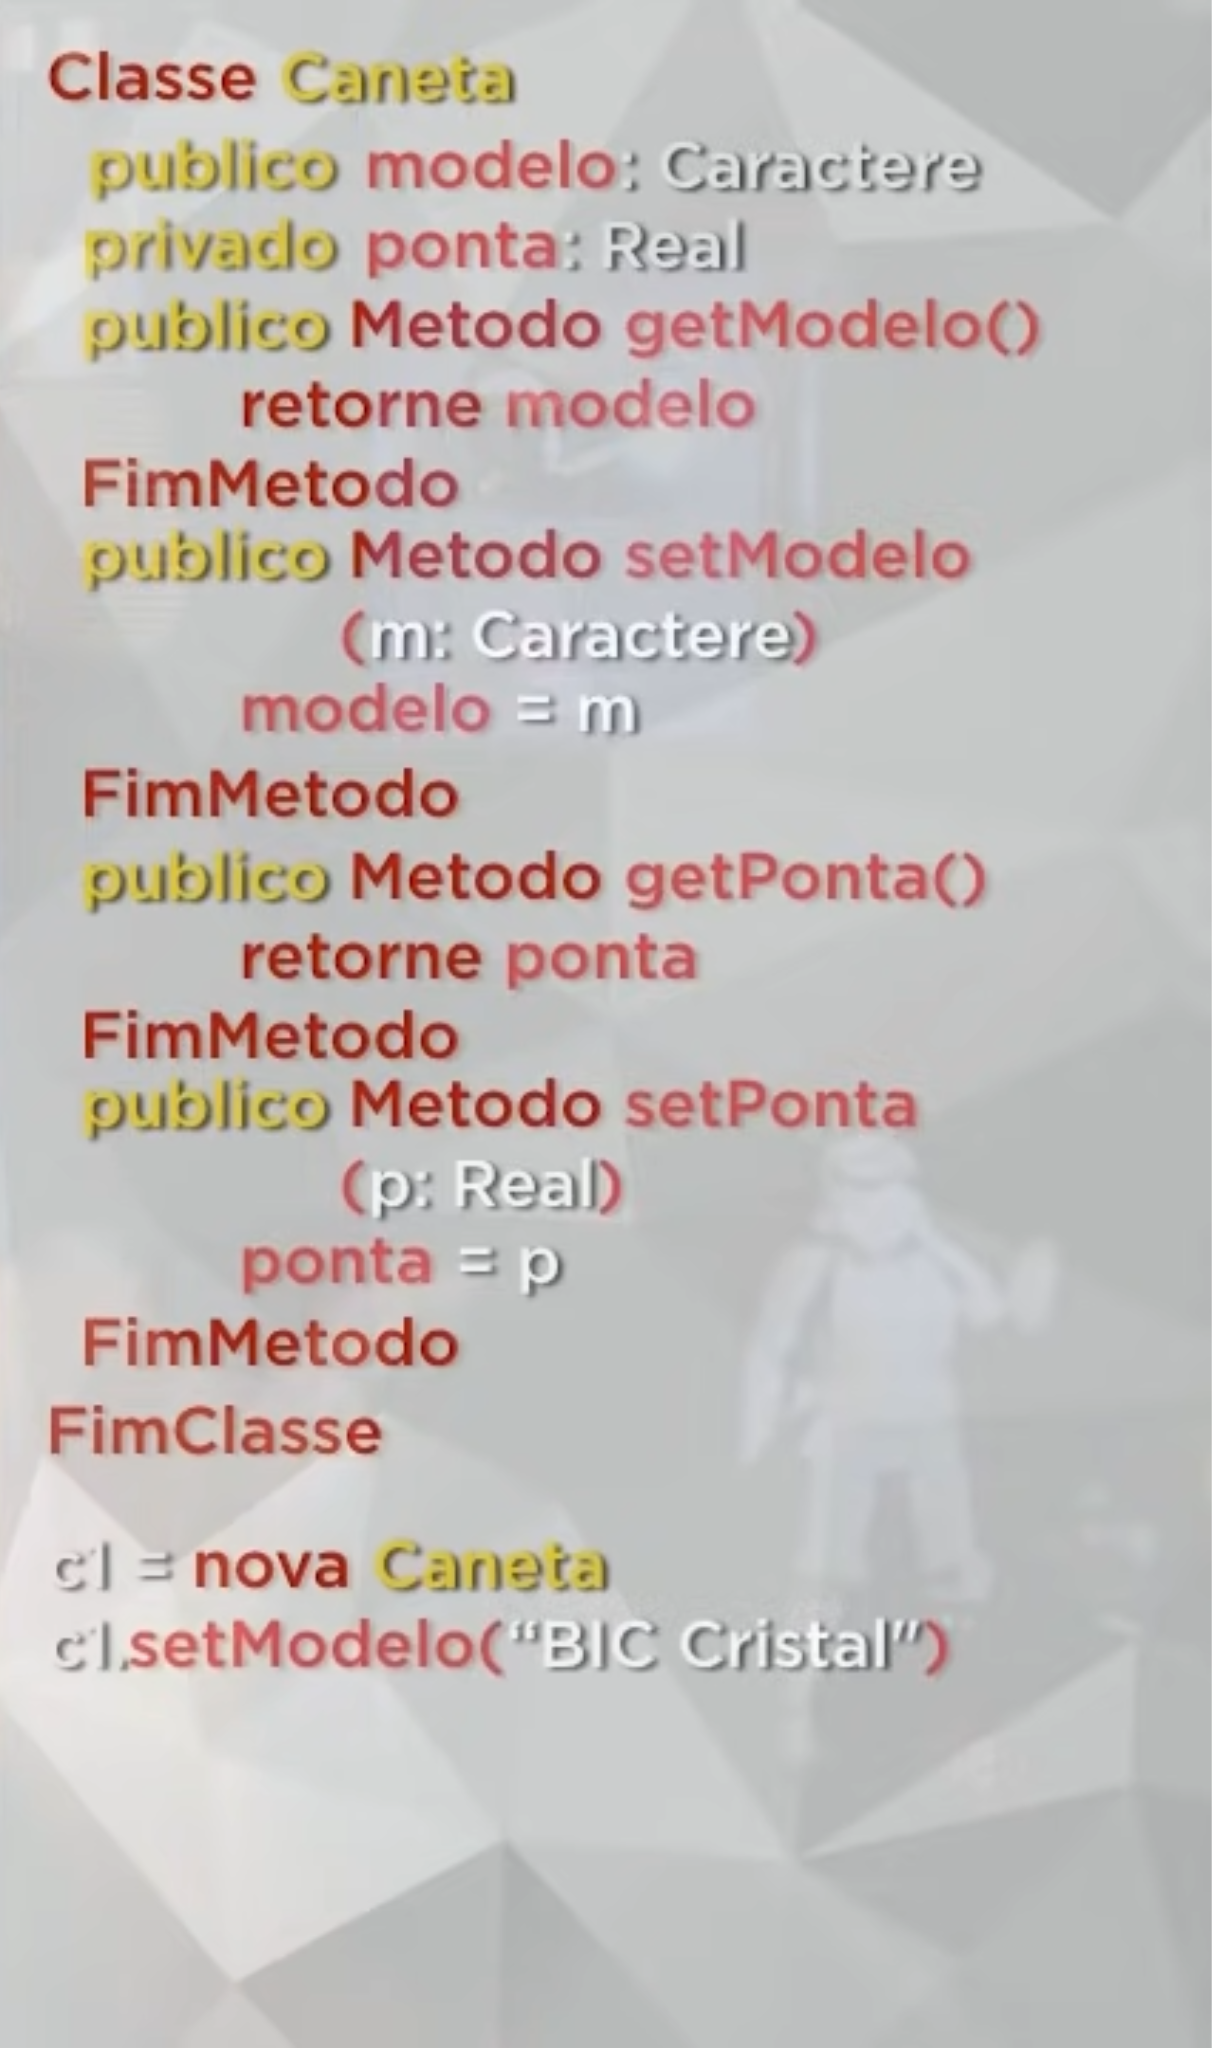 Classe Caneta
publico modelo: Caractere
privado ponta: Real
publico Metodo getModelo()
retorne modelo
FimMetodo
publico Metodo setModelo
(m: Caractere)
modelo = m
FimMetodo
publico Metodo getPonta()
retorne ponta
FimMetodo
publico Metodo setPonta
(p: Real)
ponta = p
FimMetodo
FimClasse
c1 = nova Caneta
c1.setModelo(“BIC Cristal”)